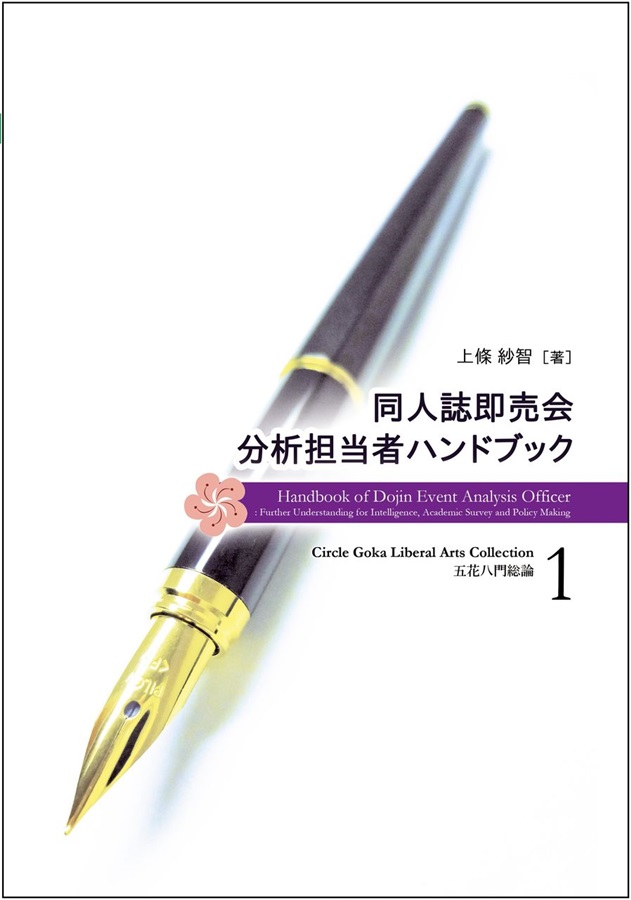 上條 紗智 [著]
同人誌即売会
分析担当者ハンドブック
Handbook of Dojin Event Analysis Officer
: Further Understanding for Intelligence, Academic Survey and Policy Making
Circle Goka Liberal Arts Collection
五花八門総論
1